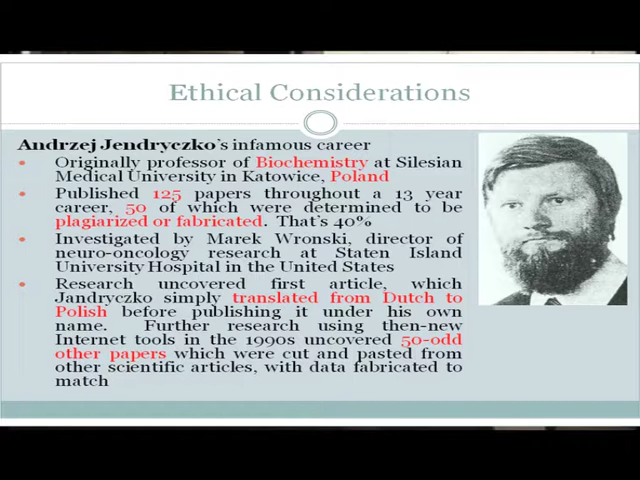 Ethical Considerations
Andrzej Jendryczko's infamous career
• Originally professor of Biochemistry at Silesian
Medical University in Katowice, Poland
• Published 125 papers throughout a 13 year
career, 50 of which were determined to be
plagiarized or fabricated. That's 40%
• Investigated by Marek Wronski, director of
neuro-oncology research at Staten Island
University Hospital in the United States
• Research uncovered first article, which
Jandryczko simply translated from Dutch to
Polish before publishing it under his own
name. Further research using then-new
Internet tools in the 1990s uncovered 50-odd
other papers which were cut and pasted from
other scientific articles, with data fabricated to
match